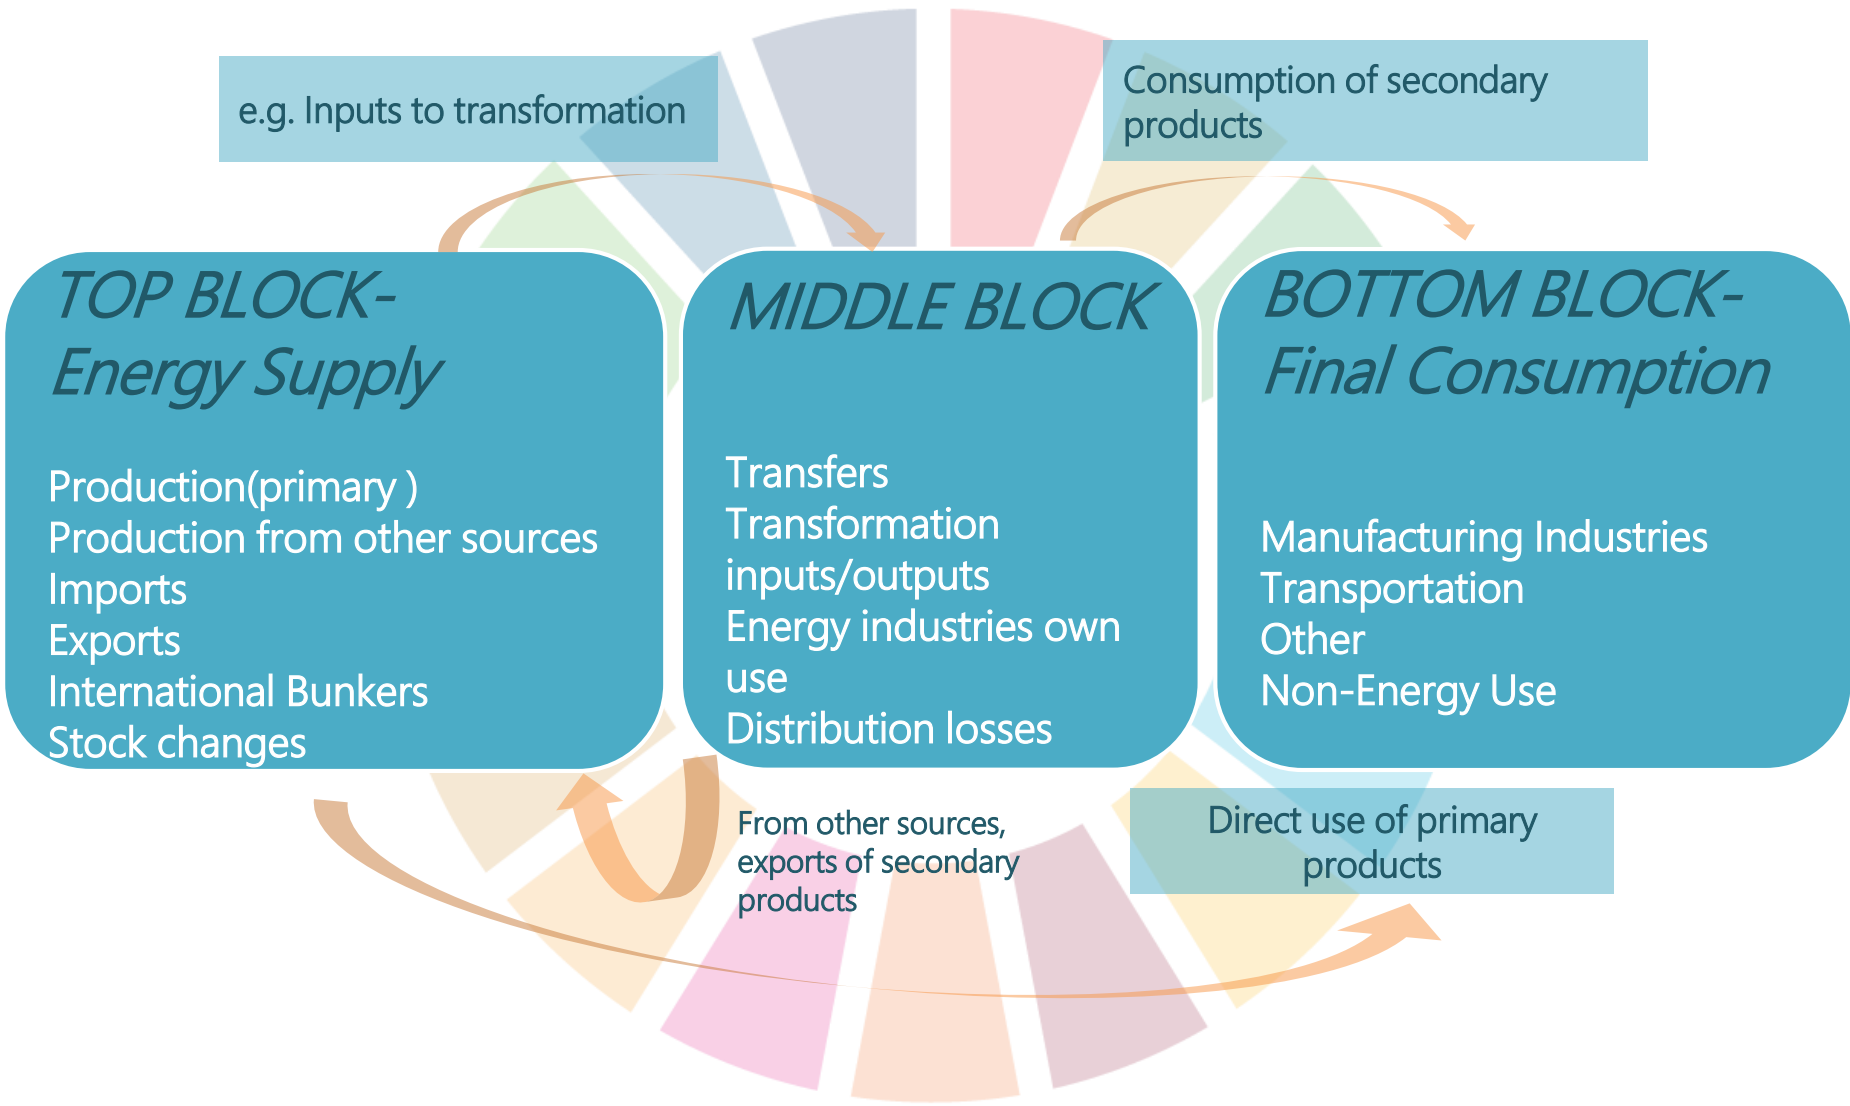 e.g. Inputs to transformation
Consumption of secondary
products
TOP BLOCK-
Energy Supply
Production(primary )
Production from other sources
Imports
Exports
International Bunkers
Stock changes
MIDDLE BLOCK
Transfers
Transformation
inputs/outputs
Energy industries own
use
Distribution losses
BOTTOM BLOCK-
Final Consumption
Manufacturing Industries
Transportation
Other
Non-Energy Use
From other sources,
exports of secondary
products
Direct use of primary
products